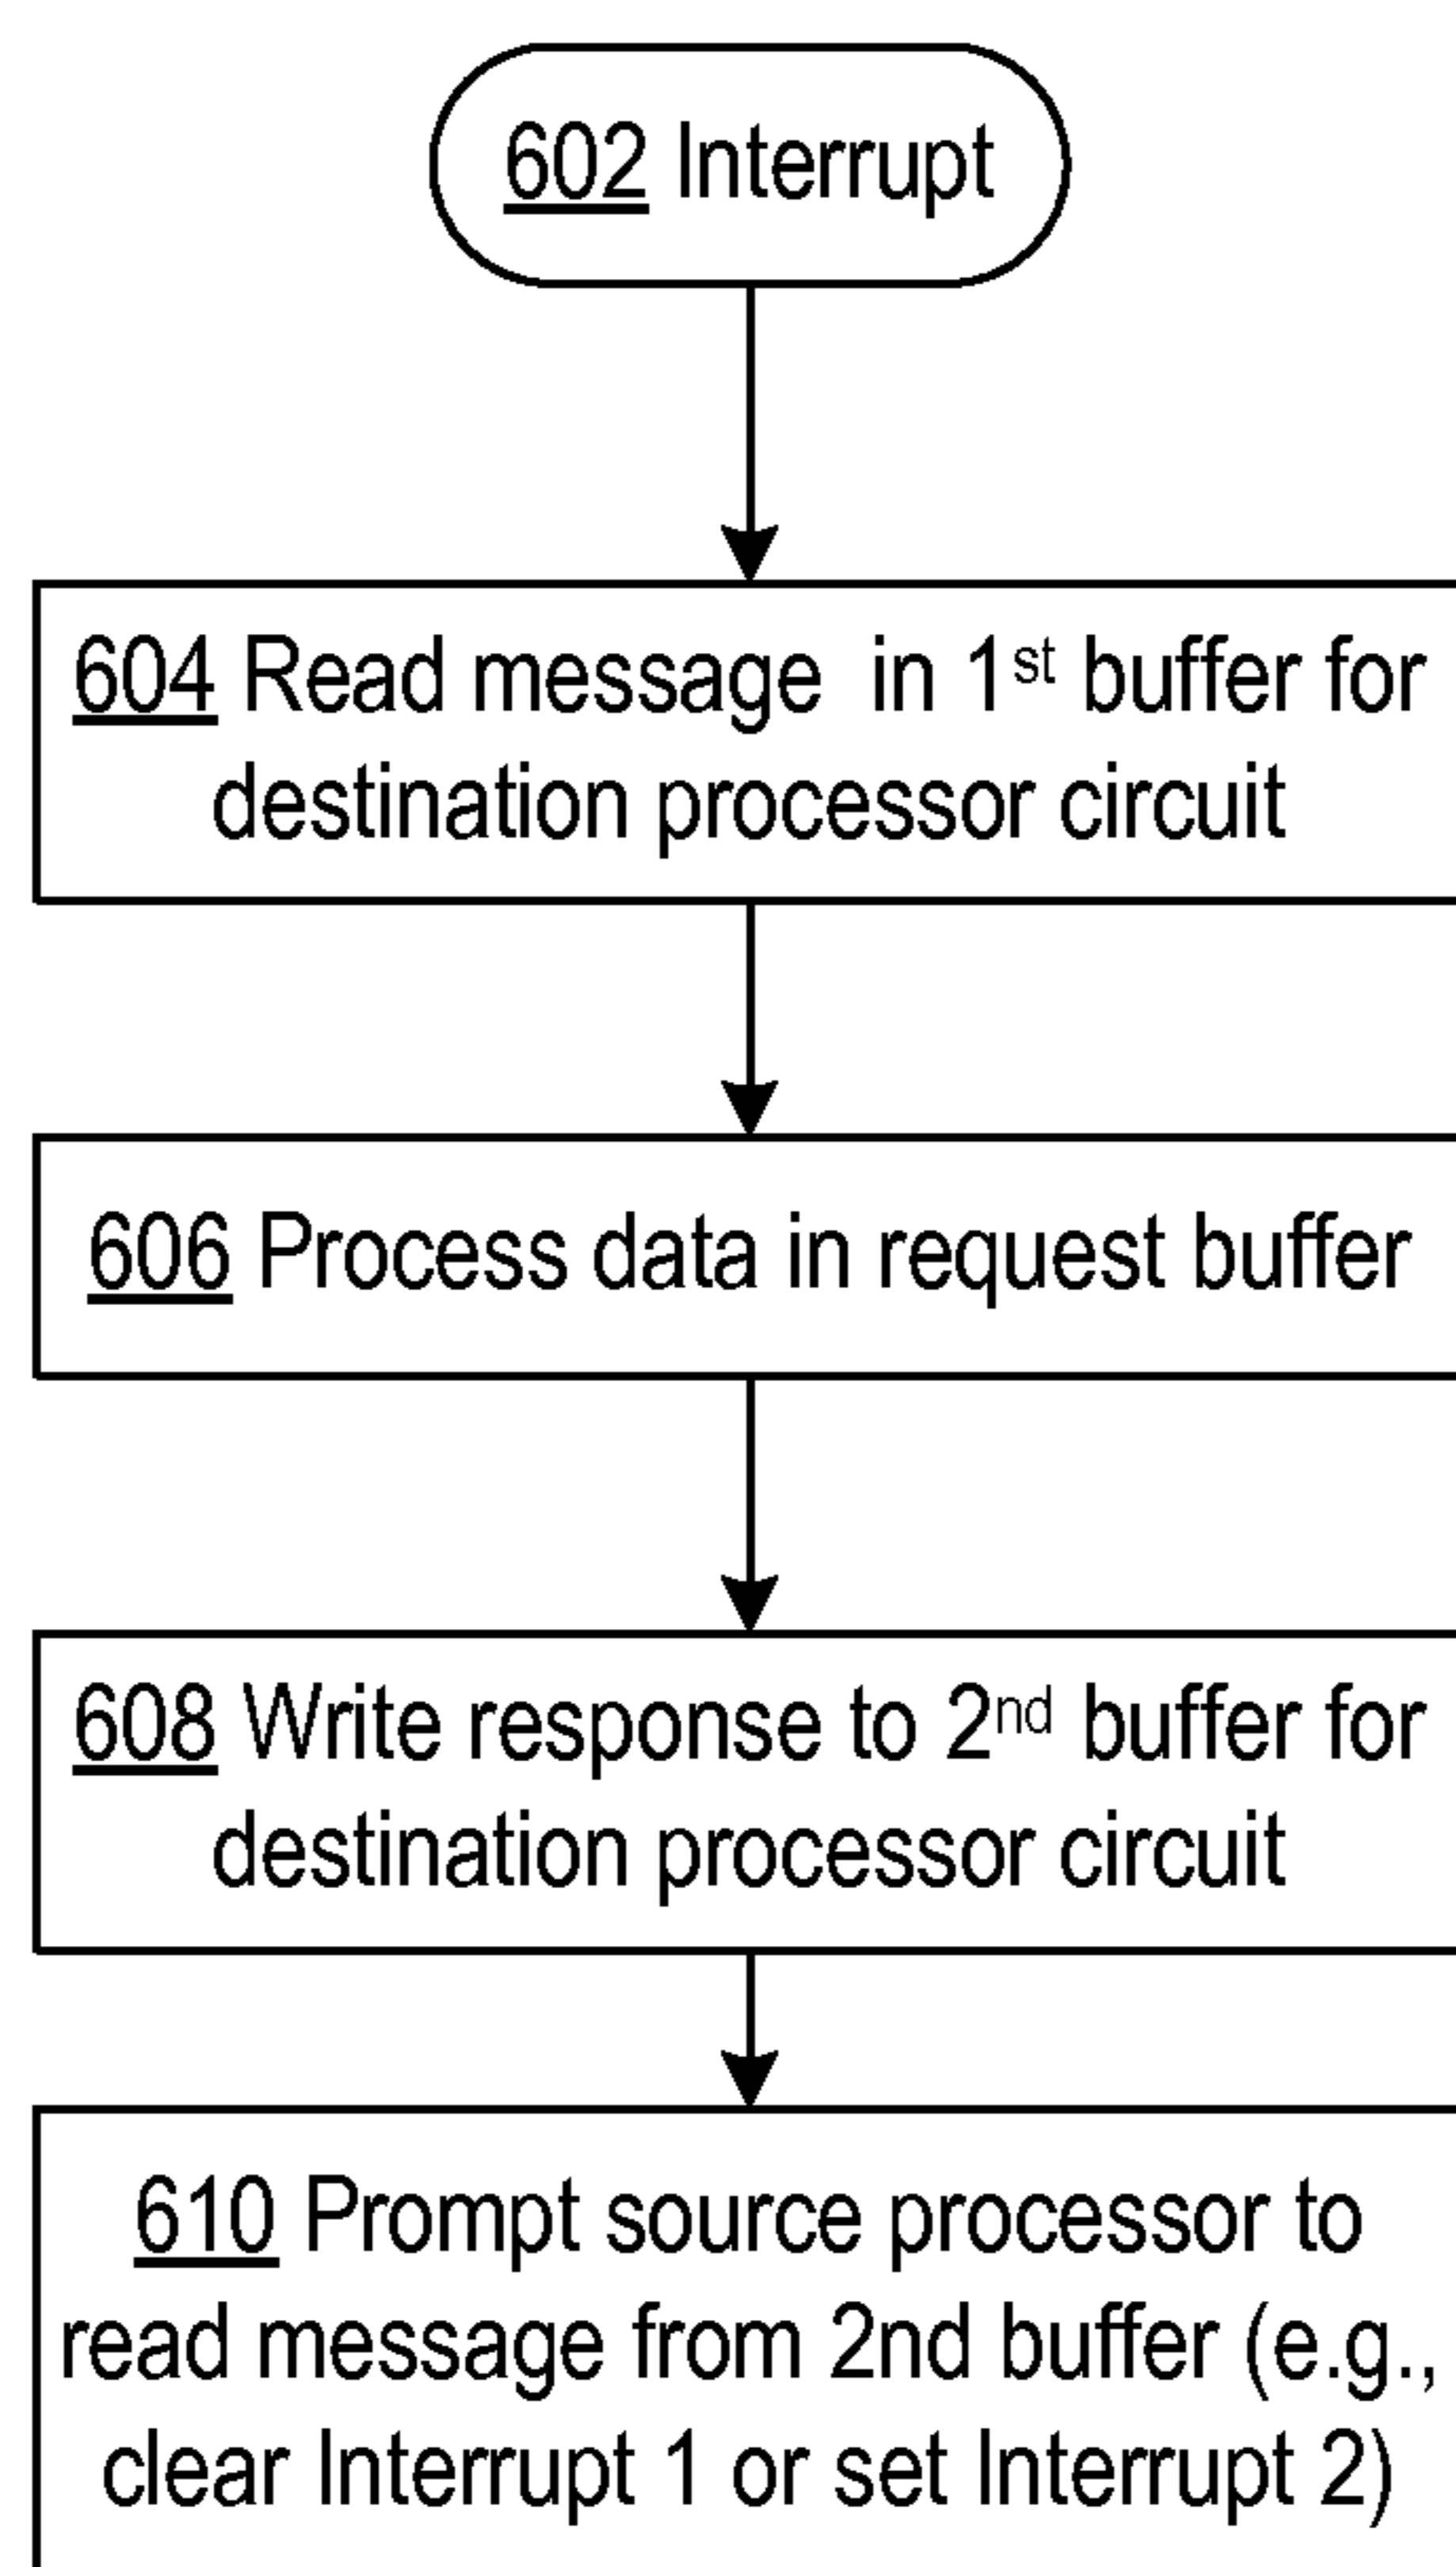 602 Interrupt
604 Read message in 1st buffer for
destination processor circuit
606 Process data in request buffer
608 Write response to 2nd buffer for
destination processor circuit
610 Prompt source processor to
read message from 2nd buffer (e.g.,
clear Interrupt 1 or set Interrupt 2)